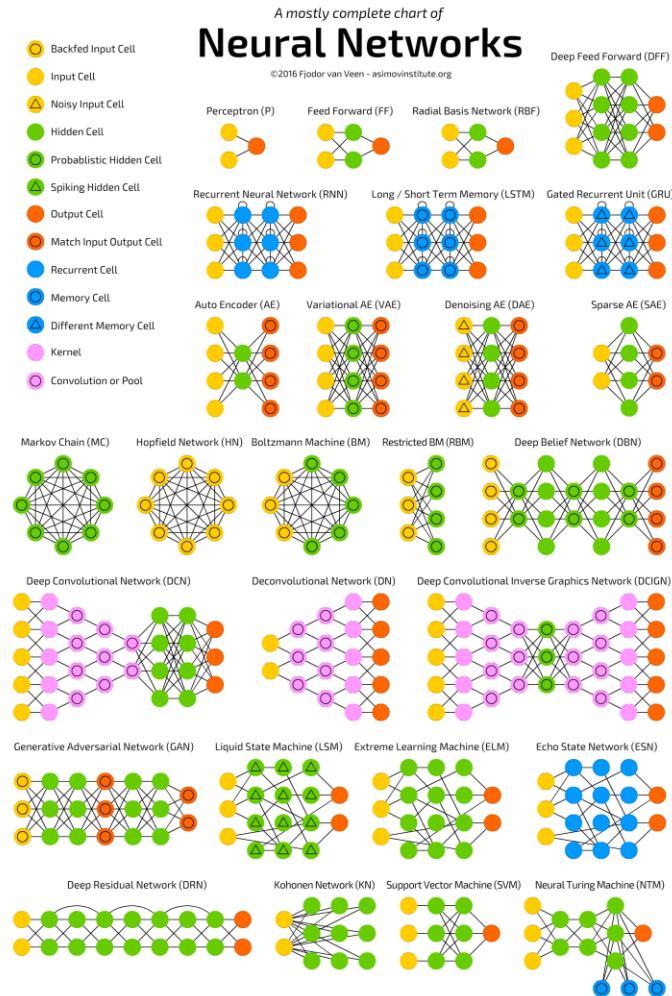 A mostly complete chart of
Neural Networks
©2016 Fjodor van Veen - asimovinstitute.org
Backfed Input Cell
Input Cell
Noisy Input Cell
Hidden Cell
Probablistic Hidden Cell
Spiking Hidden Cell
Output Cell
Match Input Output Cell
Recurrent Cell
Memory Cell
Different Memory Cell
Kernel
Convolution or Pool
Deep Feed Forward (DFF)
Perceptron (P)
Feed Forward (FF)
Radial Basis Network (RBF)
Recurrent Neural Network (RNN)
Long / Short Term Memory (LSTM)
Gated Recurrent Unit (GRU)
Auto Encoder (AE)
Variational AE (VAE)
Denoising AE (DAE)
Sparse AE (SAE)
Markov Chain (MC)
Hopfield Network (HN)
Boltzmann Machine (BM)
Restricted BM (RBM)
Deep Belief Network (DBN)
Deep Convolutional Network (DCN)
Deconvolutional Network (DN)
Deep Convolutional Inverse Graphics Network (DCIGN)
Generative Adversarial Network (GAN)
Liquid State Machine (LSM)
Extreme Learning Machine (ELM)
Echo State Network (ESN)
Deep Residual Network (DRN)
Kohonen Network (KN)
Support Vector Machine (SVM)
Neural Turing Machine (NTM)